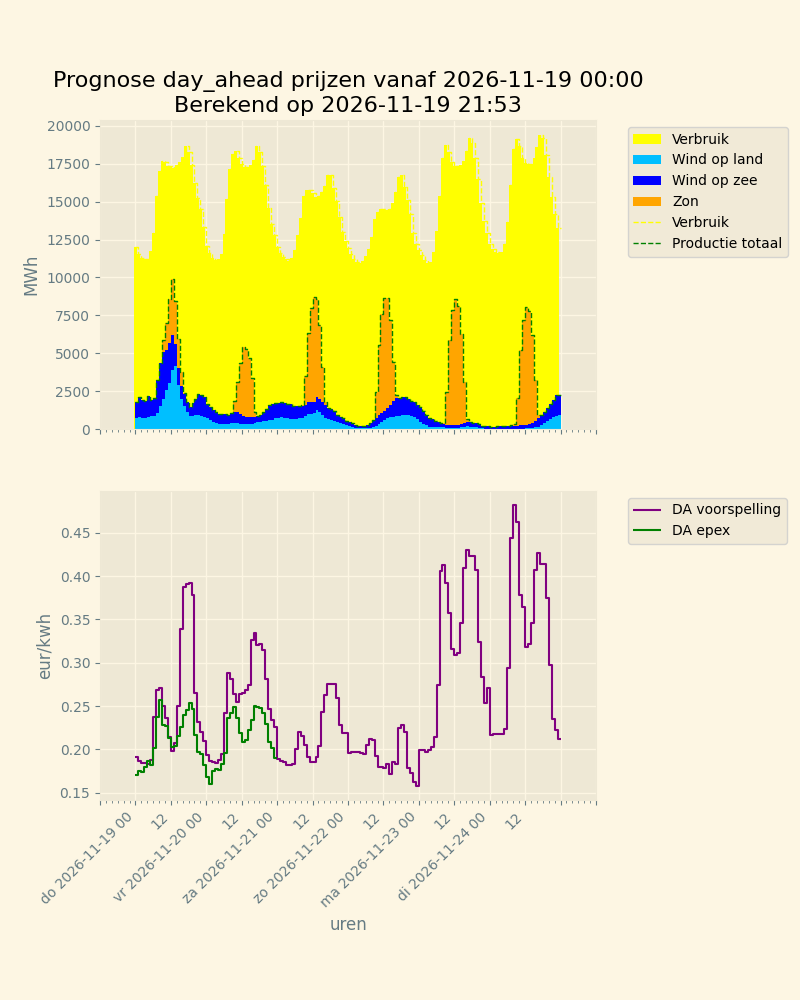 Prognose day_ahead prijzen vanaf 2026-11-19 00:00
Berekend op 2026-11-19 21:53
20000
17500
15000
12500
10000
7500
5000
2500
0
MWh
Verbruik
Wind op land
Wind op zee
Zon
Verbruik
Productie totaal
0.45
0.40
0.35
0.30
0.25
0.20
0.15
eur/kwh
DA voorspelling
DA epex
do 2026-11-19 00
12
vr 2026-11-20 00
12
za 2026-11-21 00
12
zo 2026-11-22 00
12
ma 2026-11-23 00
12
di 2026-11-24 00
12
uren